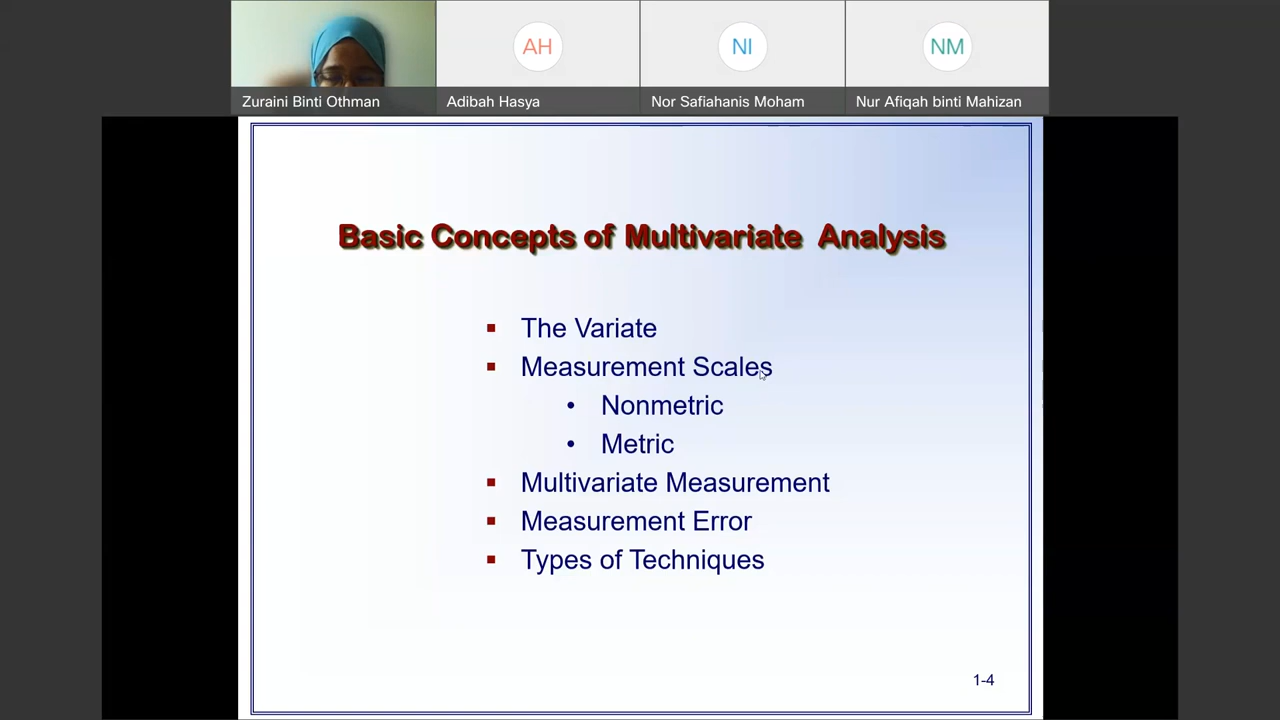 AH
NI
NM
Zuraini Binti Othman
Adibah Hasya
Nor Safiahanis Moham
Nur Afiqah binti Mahizan
Basic Concepts of Multivariate Analysis
▪ The Variate
▪ Measurement Scales
• Nonmetric
• Metric
▪ Multivariate Measurement
▪ Measurement Error
▪ Types of Techniques
1-4